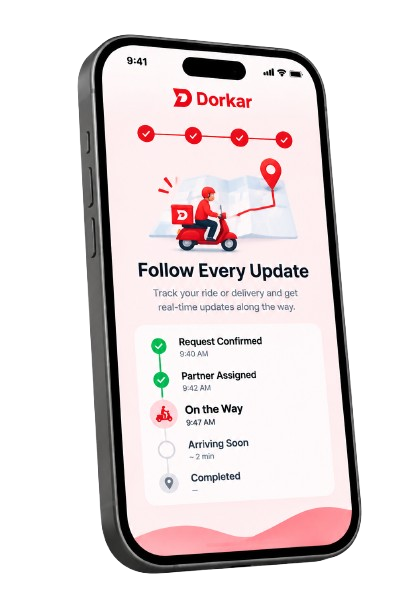 9:41
Dorkar
Follow Every Update
Track your ride or delivery and get
real-time updates along the way.
Request Confirmed
9:40 AM
Partner Assigned
9:42 AM
On the Way
9:47 AM
Arriving Soon
~ 2 min
Completed
—